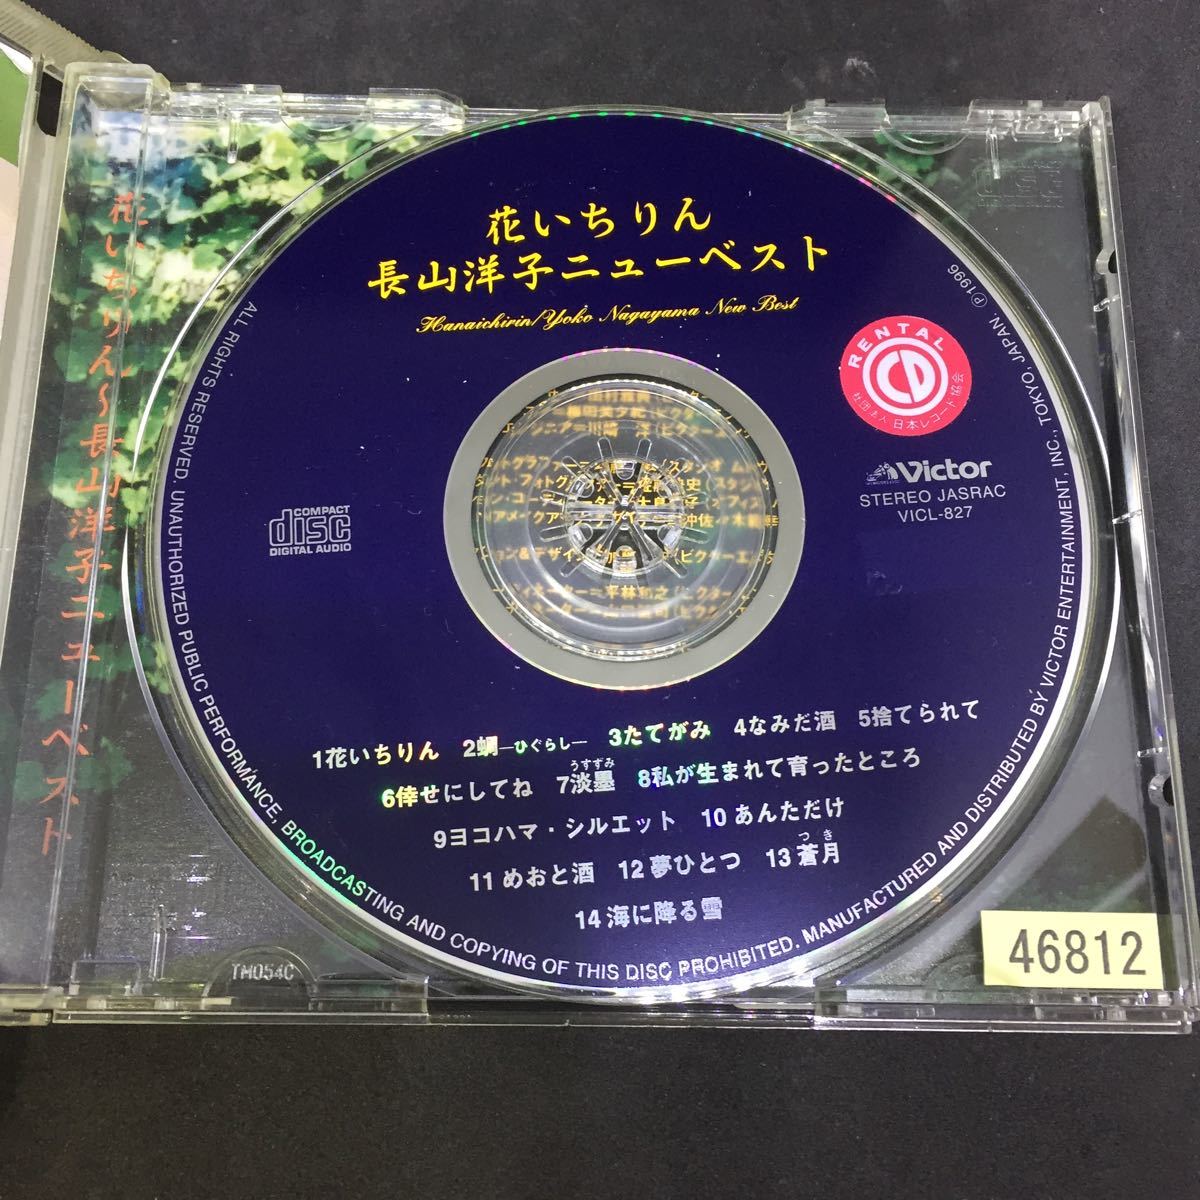 花いちりん～長山洋子ニューベスト
花いちりん
長山洋子ニューベスト
Hanaichirin/Yoko Nagayama New Best
RENTAL
CD
社団法人 日本レコード協会
Victor
STEREO JASRAC
VICL-827
COMPACT
disc
DIGITAL AUDIO
1花いちりん 2蜩—ひぐらし— 3たてがみ 4なみだ酒 5捨てられて
うすずみ
6倖せにしてね 7淡墨 8私が生まれて育ったところ
9ヨコハマ・シルエット 10あんただけ
つき
11めおと酒 12夢ひとつ 13蒼月
14海に降る雪
ALL RIGHTS RESERVED. UNAUTHORIZED PUBLIC PERFORMANCE, BROADCASTING AND COPYING OF THIS DISC PROHIBITED. MANUFACTURED AND DISTRIBUTED BY VICTOR ENTERTAINMENT, INC., TOKYO, JAPAN. ℗1996
46812
TM054C